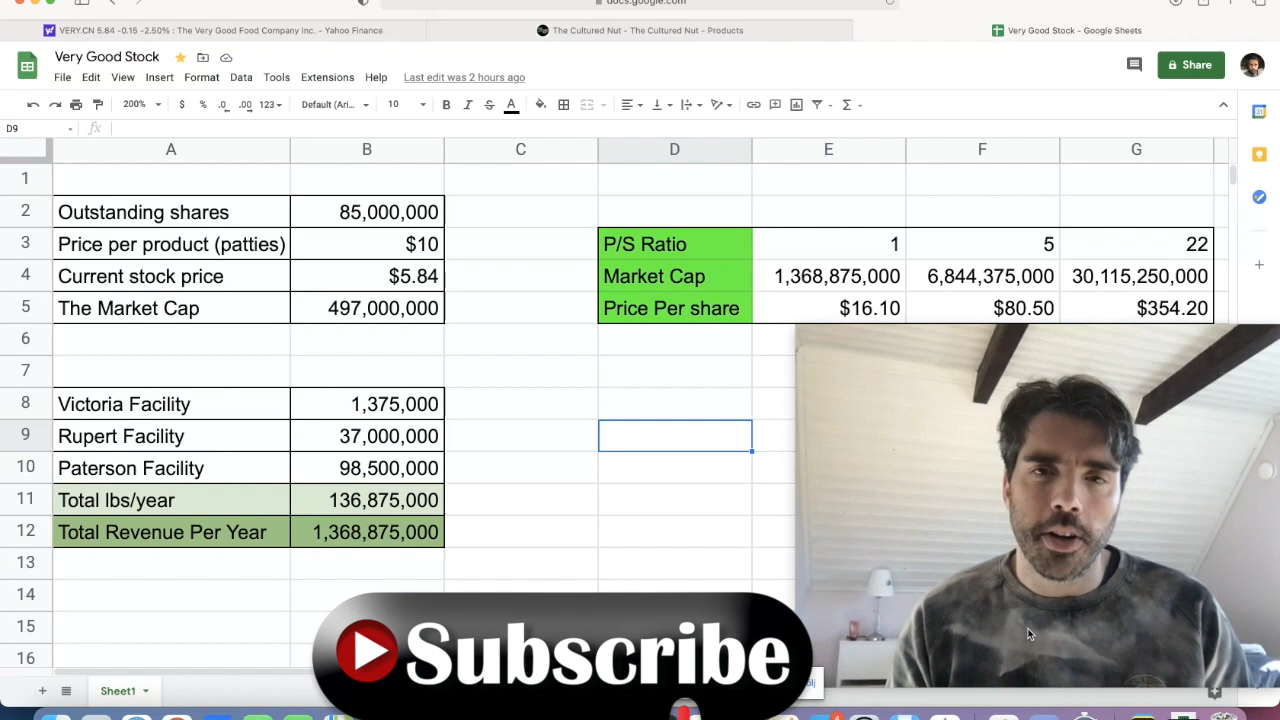 docs.google.com
VERY.CN 5.84 -0.15 -2.50% : The Very Good Food Company Inc. - Yahoo Finance
The Cultured Nut - The Cultured Nut - Products
Very Good Stock - Google Sheets
Very Good Stock
File Edit View Insert Format Data Tools Extensions Help Last edit was 2 hours ago
Share
200% $ % .0 .00 123 Default (Ari... 10 B I S A
D9 fx
A B C D E F G
1
2 Outstanding shares 85,000,000
3 Price per product (patties) $10 P/S Ratio 1 5 22
4 Current stock price $5.84 Market Cap 1,368,875,000 6,844,375,000 30,115,250,000
5 The Market Cap 497,000,000 Price Per share $16.10 $80.50 $354.20
6
7
8 Victoria Facility 1,375,000
9 Rupert Facility 37,000,000
10 Paterson Facility 98,500,000
11 Total lbs/year 136,875,000
12 Total Revenue Per Year 1,368,875,000
13
14
15
16
Subscribe
Sheet1